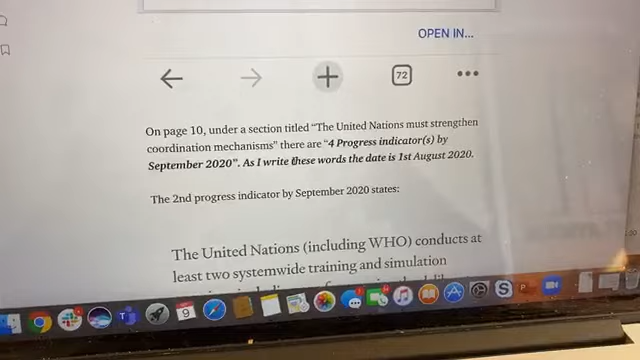 OPEN IN...
72
On page 10, under a section titled "The United Nations must strengthen
coordination mechanisms" there are "4 Progress indicator(s) by
September 2020". As I write these words the date is 1st August 2020.
The 2nd progress indicator by September 2020 states:
The United Nations (including WHO) conducts at
least two systemwide training and simulation
9